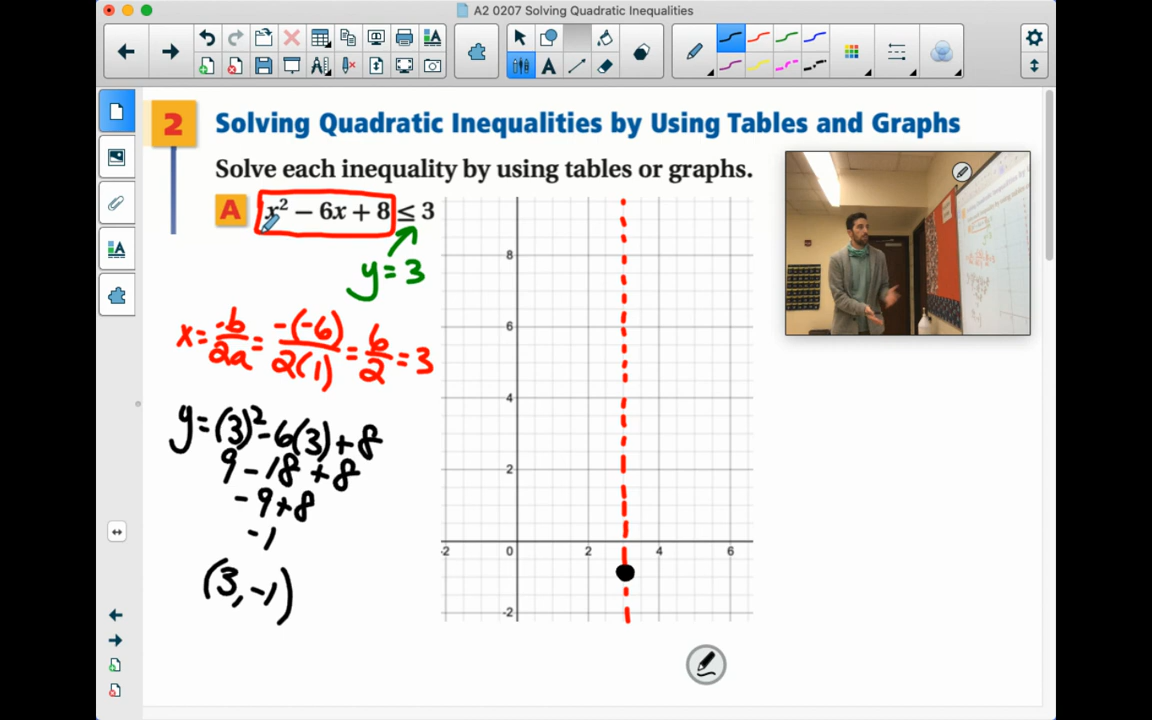 A2 0207 Solving Quadratic Inequalities
2 Solving Quadratic Inequalities by Using Tables and Graphs
Solve each inequality by using tables or graphs.
A x² − 6x + 8 ≤ 3
y = 3
x = -b/2a = -(-6)/2(1) = 6/2 = 3
y = (3)² - 6(3) + 8
9 - 18 + 8
-9 + 8
-1
(3, -1)
8
6
4
2
-2 0 2 4 6
-2